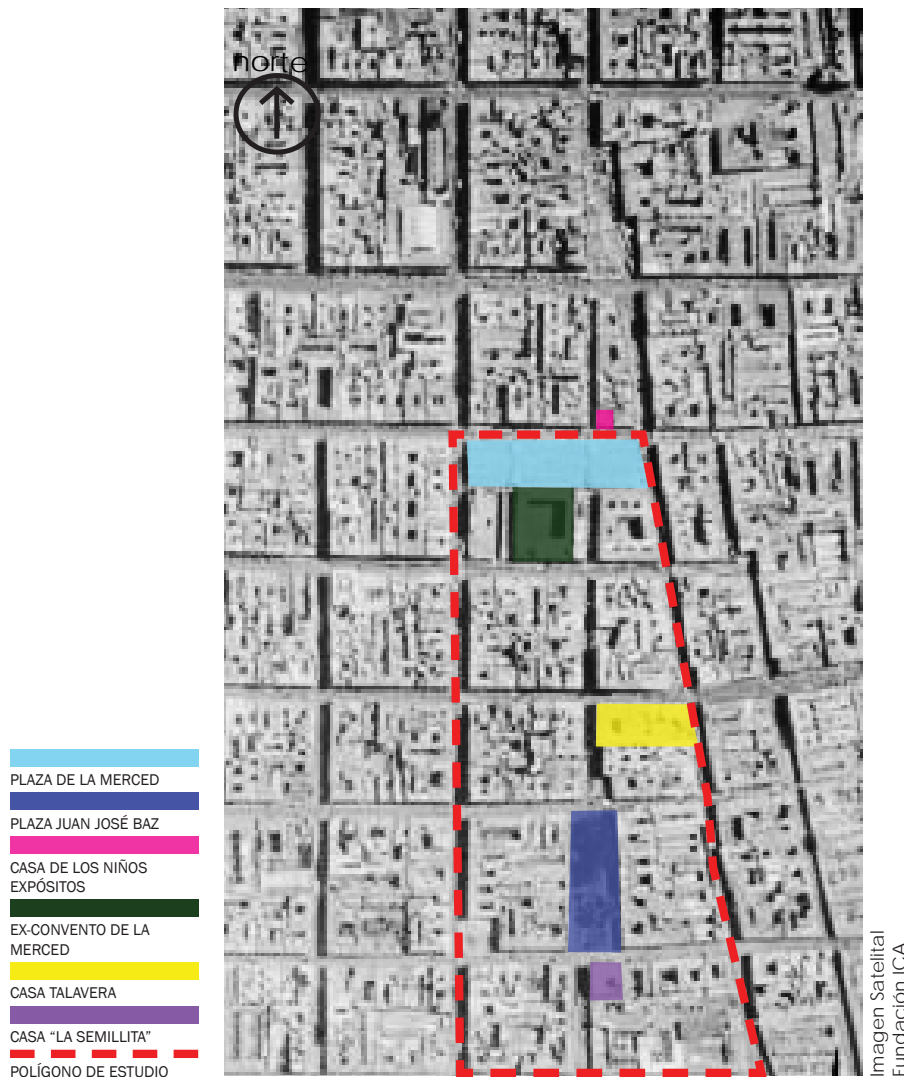 norte
PLAZA DE LA MERCED
PLAZA JUAN JOSÉ BAZ
CASA DE LOS NIÑOS
EXPÓSITOS
EX-CONVENTO DE LA
MERCED
CASA TALAVERA
CASA “LA SEMILLITA”
POLÍGONO DE ESTUDIO
Imagen Satelital
Fundación ICA